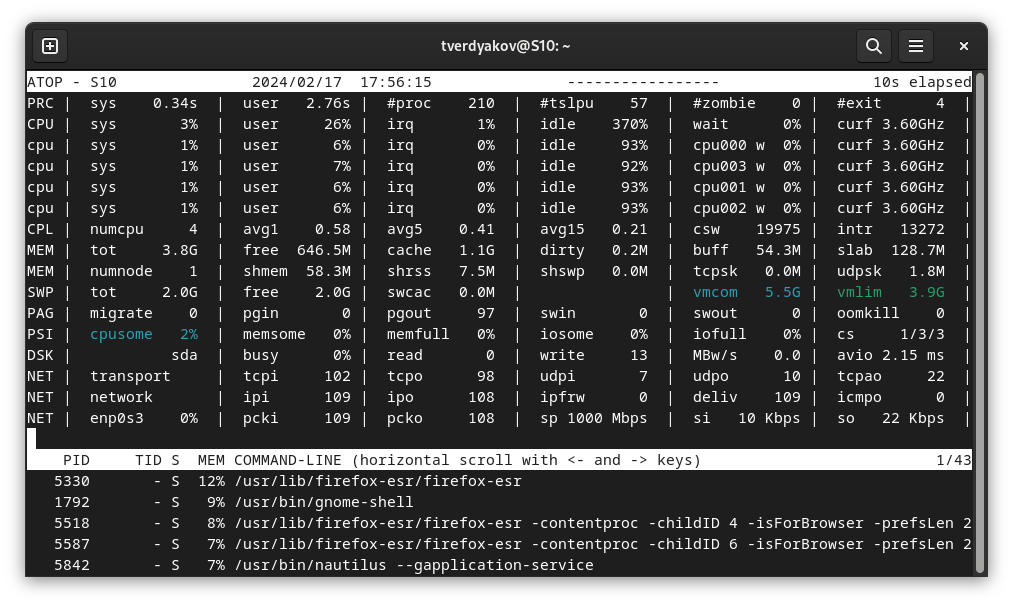 tverdyakov@S10: ~
ATOP - S10 2024/02/17 17:56:15 ----------------- 10s elapsed
PRC | sys 0.34s | user 2.76s | #proc 210 | #tslpu 57 | #zombie 0 | #exit 4 |
CPU | sys 3% | user 26% | irq 1% | idle 370% | wait 0% | curf 3.60GHz |
cpu | sys 1% | user 6% | irq 0% | idle 93% | cpu000 w 0% | curf 3.60GHz |
cpu | sys 1% | user 7% | irq 0% | idle 92% | cpu003 w 0% | curf 3.60GHz |
cpu | sys 1% | user 6% | irq 0% | idle 93% | cpu001 w 0% | curf 3.60GHz |
cpu | sys 1% | user 6% | irq 0% | idle 93% | cpu002 w 0% | curf 3.60GHz |
CPL | numcpu 4 | avg1 0.58 | avg5 0.41 | avg15 0.21 | csw 19975 | intr 13272 |
MEM | tot 3.8G | free 646.5M | cache 1.1G | dirty 0.2M | buff 54.3M | slab 128.7M |
MEM | numnode 1 | shmem 58.3M | shrss 7.5M | shswp 0.0M | tcpsk 0.0M | udpsk 1.8M |
SWP | tot 2.0G | free 2.0G | swcac 0.0M | | vmcom 5.5G | vmlim 3.9G |
PAG | migrate 0 | pgin 0 | pgout 97 | swin 0 | swout 0 | oomkill 0 |
PSI | cpusome 2% | memsome 0% | memfull 0% | iosome 0% | iofull 0% | cs 1/3/3 |
DSK | sda | busy 0% | read 0 | write 13 | MBw/s 0.0 | avio 2.15 ms |
NET | transport | tcpi 102 | tcpo 98 | udpi 7 | udpo 10 | tcpao 22 |
NET | network | ipi 109 | ipo 108 | ipfrw 0 | deliv 109 | icmpo 0 |
NET | enp0s3 0% | pcki 109 | pcko 108 | sp 1000 Mbps | si 10 Kbps | so 22 Kbps |
PID TID S MEM COMMAND-LINE (horizontal scroll with <- and -> keys) 1/43
5330 - S 12% /usr/lib/firefox-esr/firefox-esr
1792 - S 9% /usr/bin/gnome-shell
5518 - S 8% /usr/lib/firefox-esr/firefox-esr -contentproc -childID 4 -isForBrowser -prefsLen 2
5587 - S 7% /usr/lib/firefox-esr/firefox-esr -contentproc -childID 6 -isForBrowser -prefsLen 2
5842 - S 7% /usr/bin/nautilus --gapplication-service